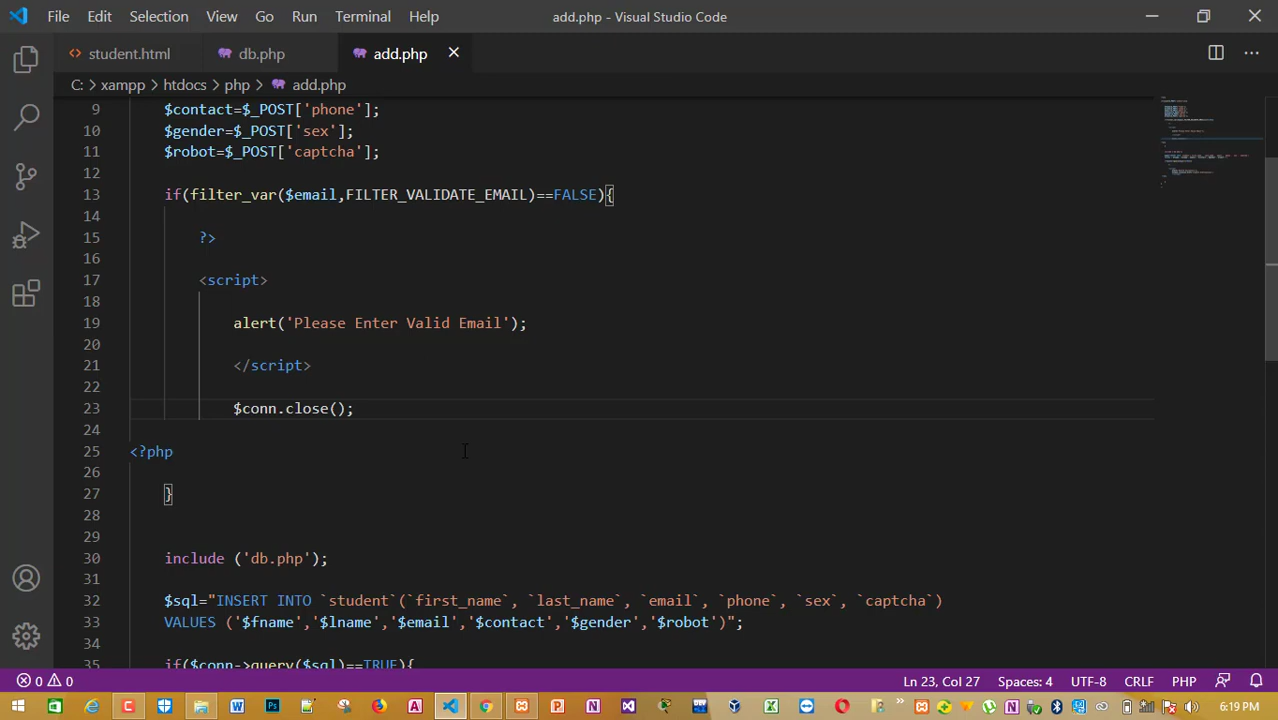 File Edit Selection View Go Run Terminal Help add.php - Visual Studio Code
student.html db.php add.php
C: > xampp > htdocs > php > add.php
9 $contact=$_POST['phone'];
10 $gender=$_POST['sex'];
11 $robot=$_POST['captcha'];
12
13 if(filter_var($email,FILTER_VALIDATE_EMAIL)==FALSE){
14
15 ?>
16
17 <script>
18
19 alert('Please Enter Valid Email');
20
21 </script>
22
23 $conn.close();
24
25 <?php
26
27 }
28
29
30 include ('db.php');
31
32 $sql="INSERT INTO `student`(`first_name`, `last_name`, `email`, `phone`, `sex`, `captcha`)
33 VALUES ('$fname','$lname','$email','$contact','$gender','$robot')";
34
35 if($conn->query($sql)==TRUE){
0 0 Ln 23, Col 27 Spaces: 4 UTF-8 CRLF PHP
6:19 PM